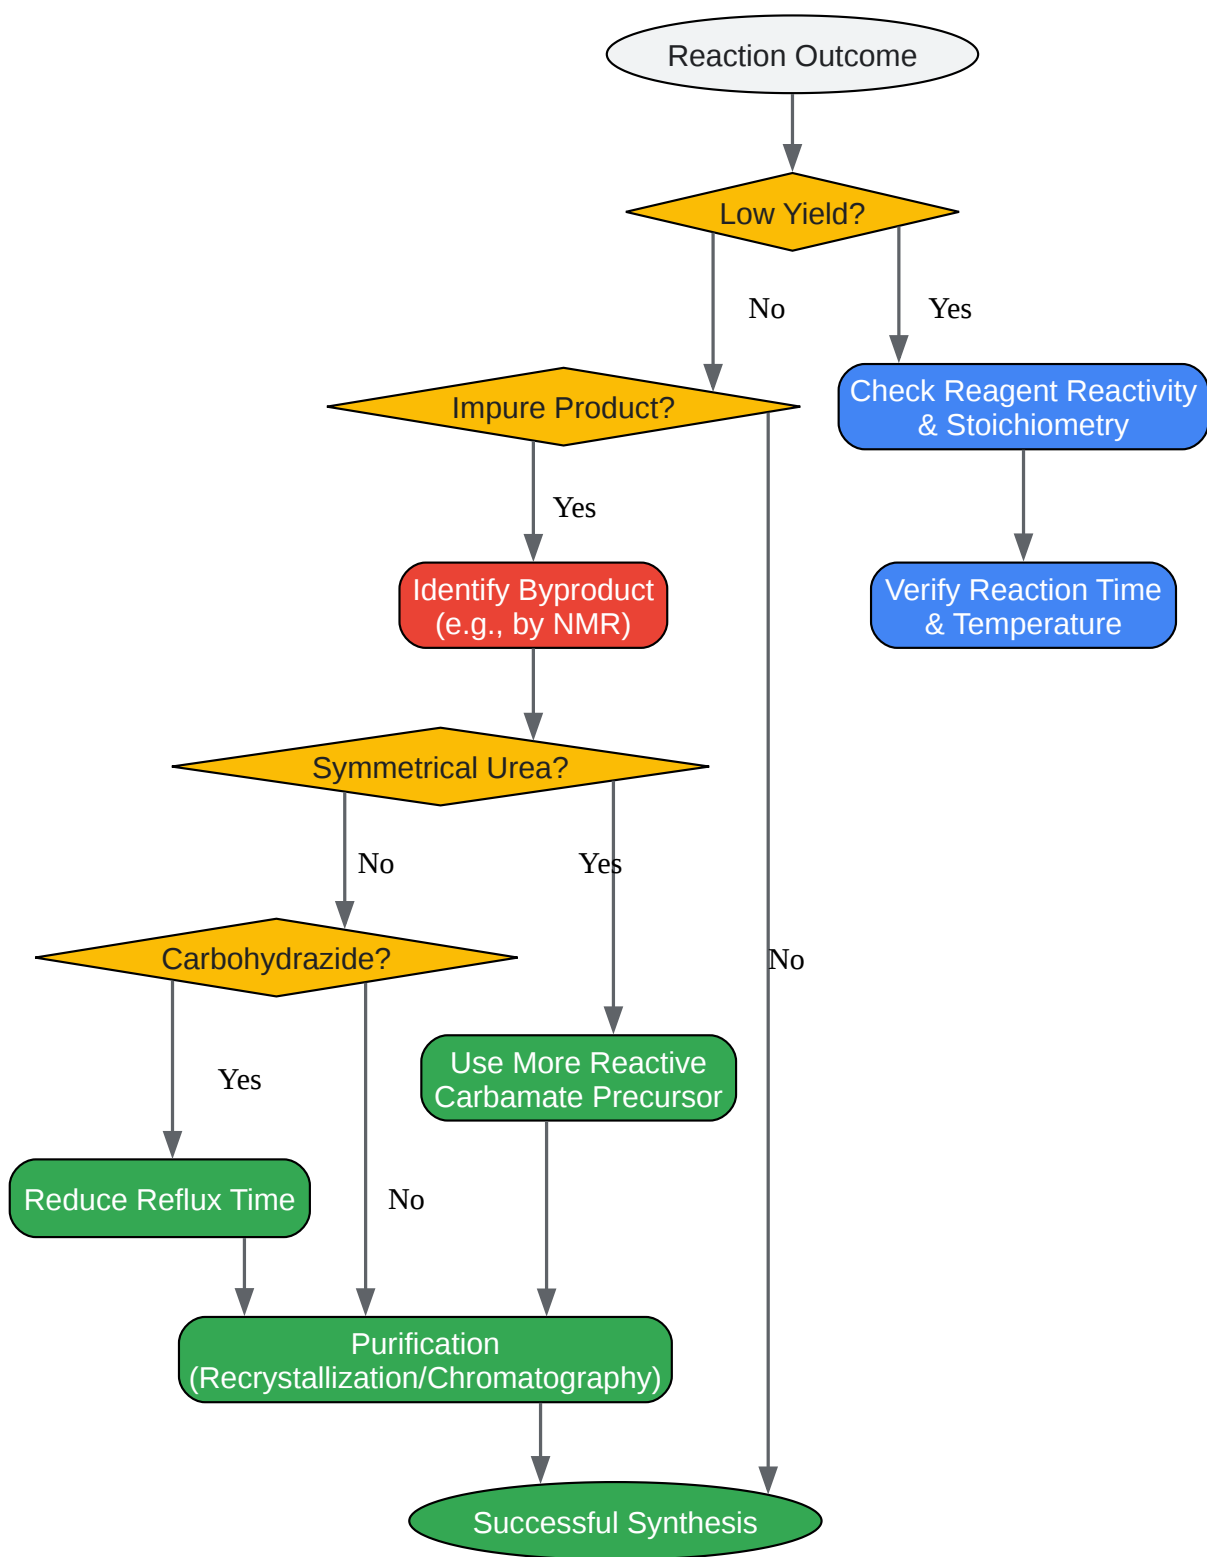 Reaction Outcome
Low Yield?
No
Yes
Impure Product?
Check Reagent Reactivity
& Stoichiometry
Yes
Identify Byproduct
(e.g., by NMR)
Verify Reaction Time
& Temperature
Symmetrical Urea?
No
Yes
Carbohydrazide?
No
Use More Reactive
Carbamate Precursor
Yes
Reduce Reflux Time
No
Purification
(Recrystallization/Chromatography)
Successful Synthesis